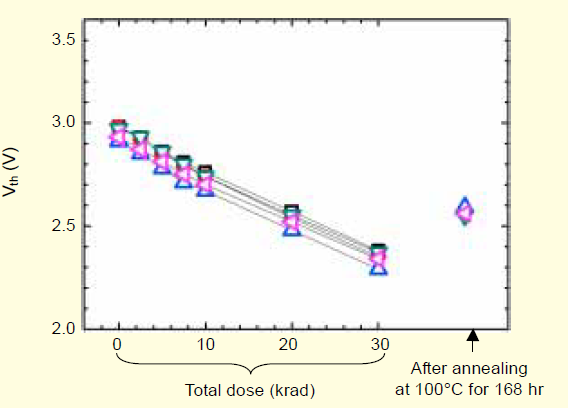 3.5
3.0
2.5
2.0
V_th (V)
0
10
20
30
Total dose (krad)
After annealing
at 100°C for 168 hr